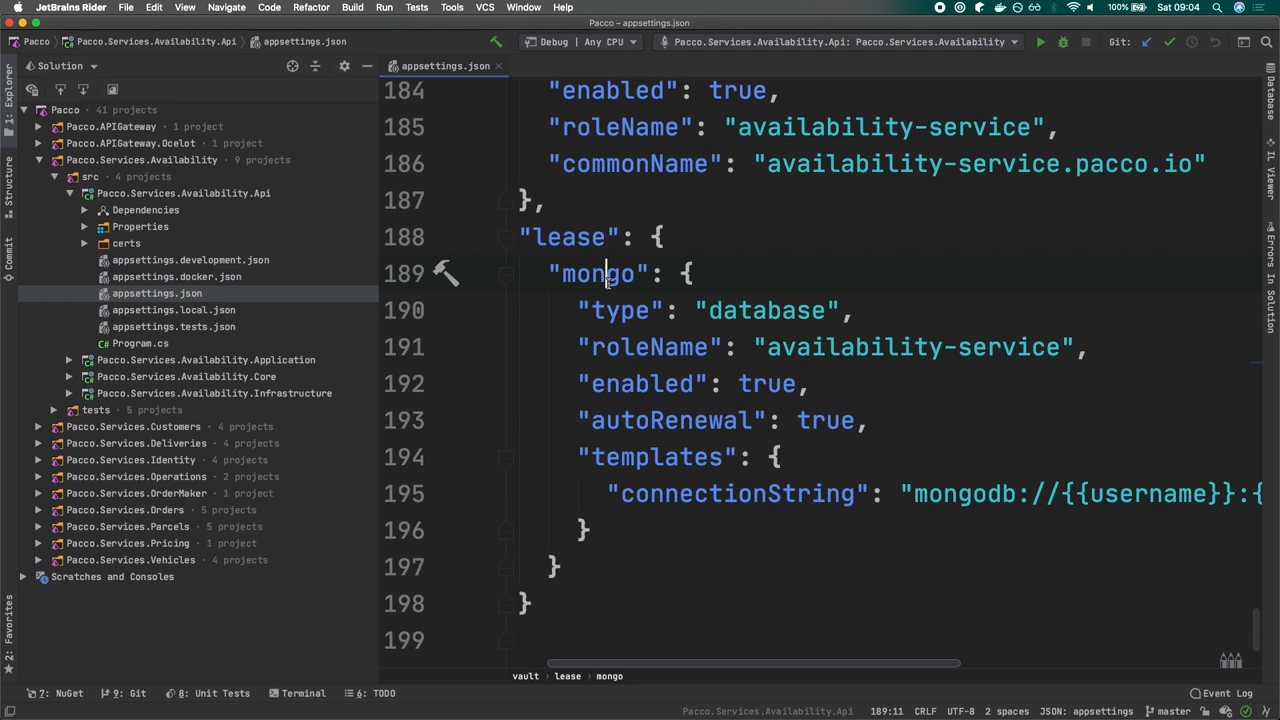 JetBrains Rider File Edit View Navigate Code Refactor Build Run Tests Tools VCS Window Help 100% Sat 09:04
Pacco – appsettings.json
Pacco Pacco.Services.Availability.Api appsettings.json Debug | Any CPU Pacco.Services.Availability.Api: Pacco.Services.Availability Git:
Solution
appsettings.json
Pacco · 41 projects
Pacco.APIGateway · 1 project
Pacco.APIGateway.Ocelot · 1 project
Pacco.Services.Availability · 9 projects
src · 4 projects
Pacco.Services.Availability.Api
Dependencies
Properties
certs
appsettings.development.json
appsettings.docker.json
appsettings.json
appsettings.local.json
appsettings.tests.json
C# Program.cs
Pacco.Services.Availability.Application
Pacco.Services.Availability.Core
Pacco.Services.Availability.Infrastructure
tests · 5 projects
Pacco.Services.Customers · 4 projects
Pacco.Services.Deliveries · 4 projects
Pacco.Services.Identity · 4 projects
Pacco.Services.Operations · 2 projects
Pacco.Services.OrderMaker · 1 project
Pacco.Services.Orders · 5 projects
Pacco.Services.Parcels · 5 projects
Pacco.Services.Pricing · 1 project
Pacco.Services.Vehicles · 4 projects
Scratches and Consoles
1: Explorer
Structure
Commit
2: Favorites
184 "enabled": true,
185 "roleName": "availability-service",
186 "commonName": "availability-service.pacco.io"
187 },
188 "lease": {
189 "mongo": {
190 "type": "database",
191 "roleName": "availability-service",
192 "enabled": true,
193 "autoRenewal": true,
194 "templates": {
195 "connectionString": "mongodb://{{username}}:{
196 }
197 }
198 }
199
Database
IL Viewer
Errors In Solution
vault lease mongo
7: NuGet 9: Git 8: Unit Tests Terminal 6: TODO Event Log
Pacco.Services.Availability.Api 189:11 CRLF UTF-8 2 spaces JSON: appsettings master